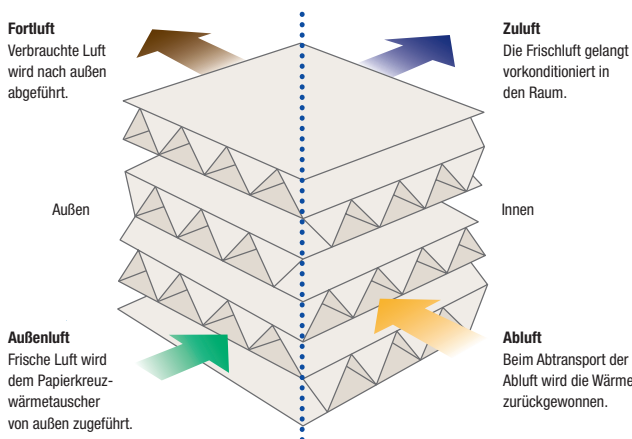 Fortluft
Verbrauchte Luft
wird nach außen
abgeführt.
Zuluft
Die Frischluft gelangt
vorkonditioniert in
den Raum.
Außen
Innen
Außenluft
Frische Luft wird
dem Papierkreuz-
wärmetauscher
von außen zugeführt.
Abluft
Beim Abtransport der
Abluft wird die Wärme
zurückgewonnen.